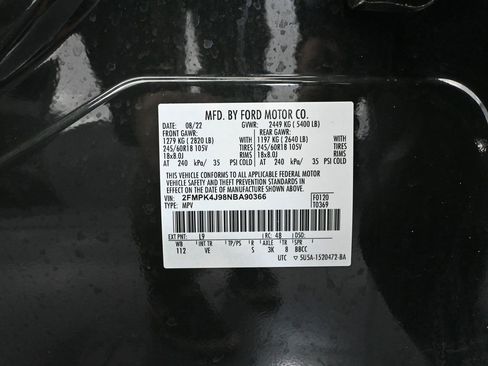 MFD. BY FORD MOTOR CO.
DATE: 08/22 GVWR: 2449 KG ( 5400 LB)
FRONT GAWR: REAR GAWR:
1279 KG ( 2820 LB) WITH 1197 KG ( 2640 LB) WITH
245/60R18 105V TIRES 245/60R18 105V TIRES
18x8.0J RIMS 18x8.0J RIMS
AT 240 kPa/ 35 PSI COLD AT 240 kPa/ 35 PSI COLD
THIS VEHICLE CONFORMS TO ALL APPLICABLE FEDERAL MOTOR
VEHICLE SAFETY AND THEFT PREVENTION STANDARDS IN
EFFECT ON THE DATE OF MANUFACTURE SHOWN ABOVE.
VIN: 2FMPK4J98NBA90366 F0120
TYPE: MPV T0369
EXT PNT: L9 RC: 48 DSO:
WB INT TR TP/PS R AXLE TR SPR
112 VE S 3K 8 BBCC
UTC 5U5A-1520472-BA